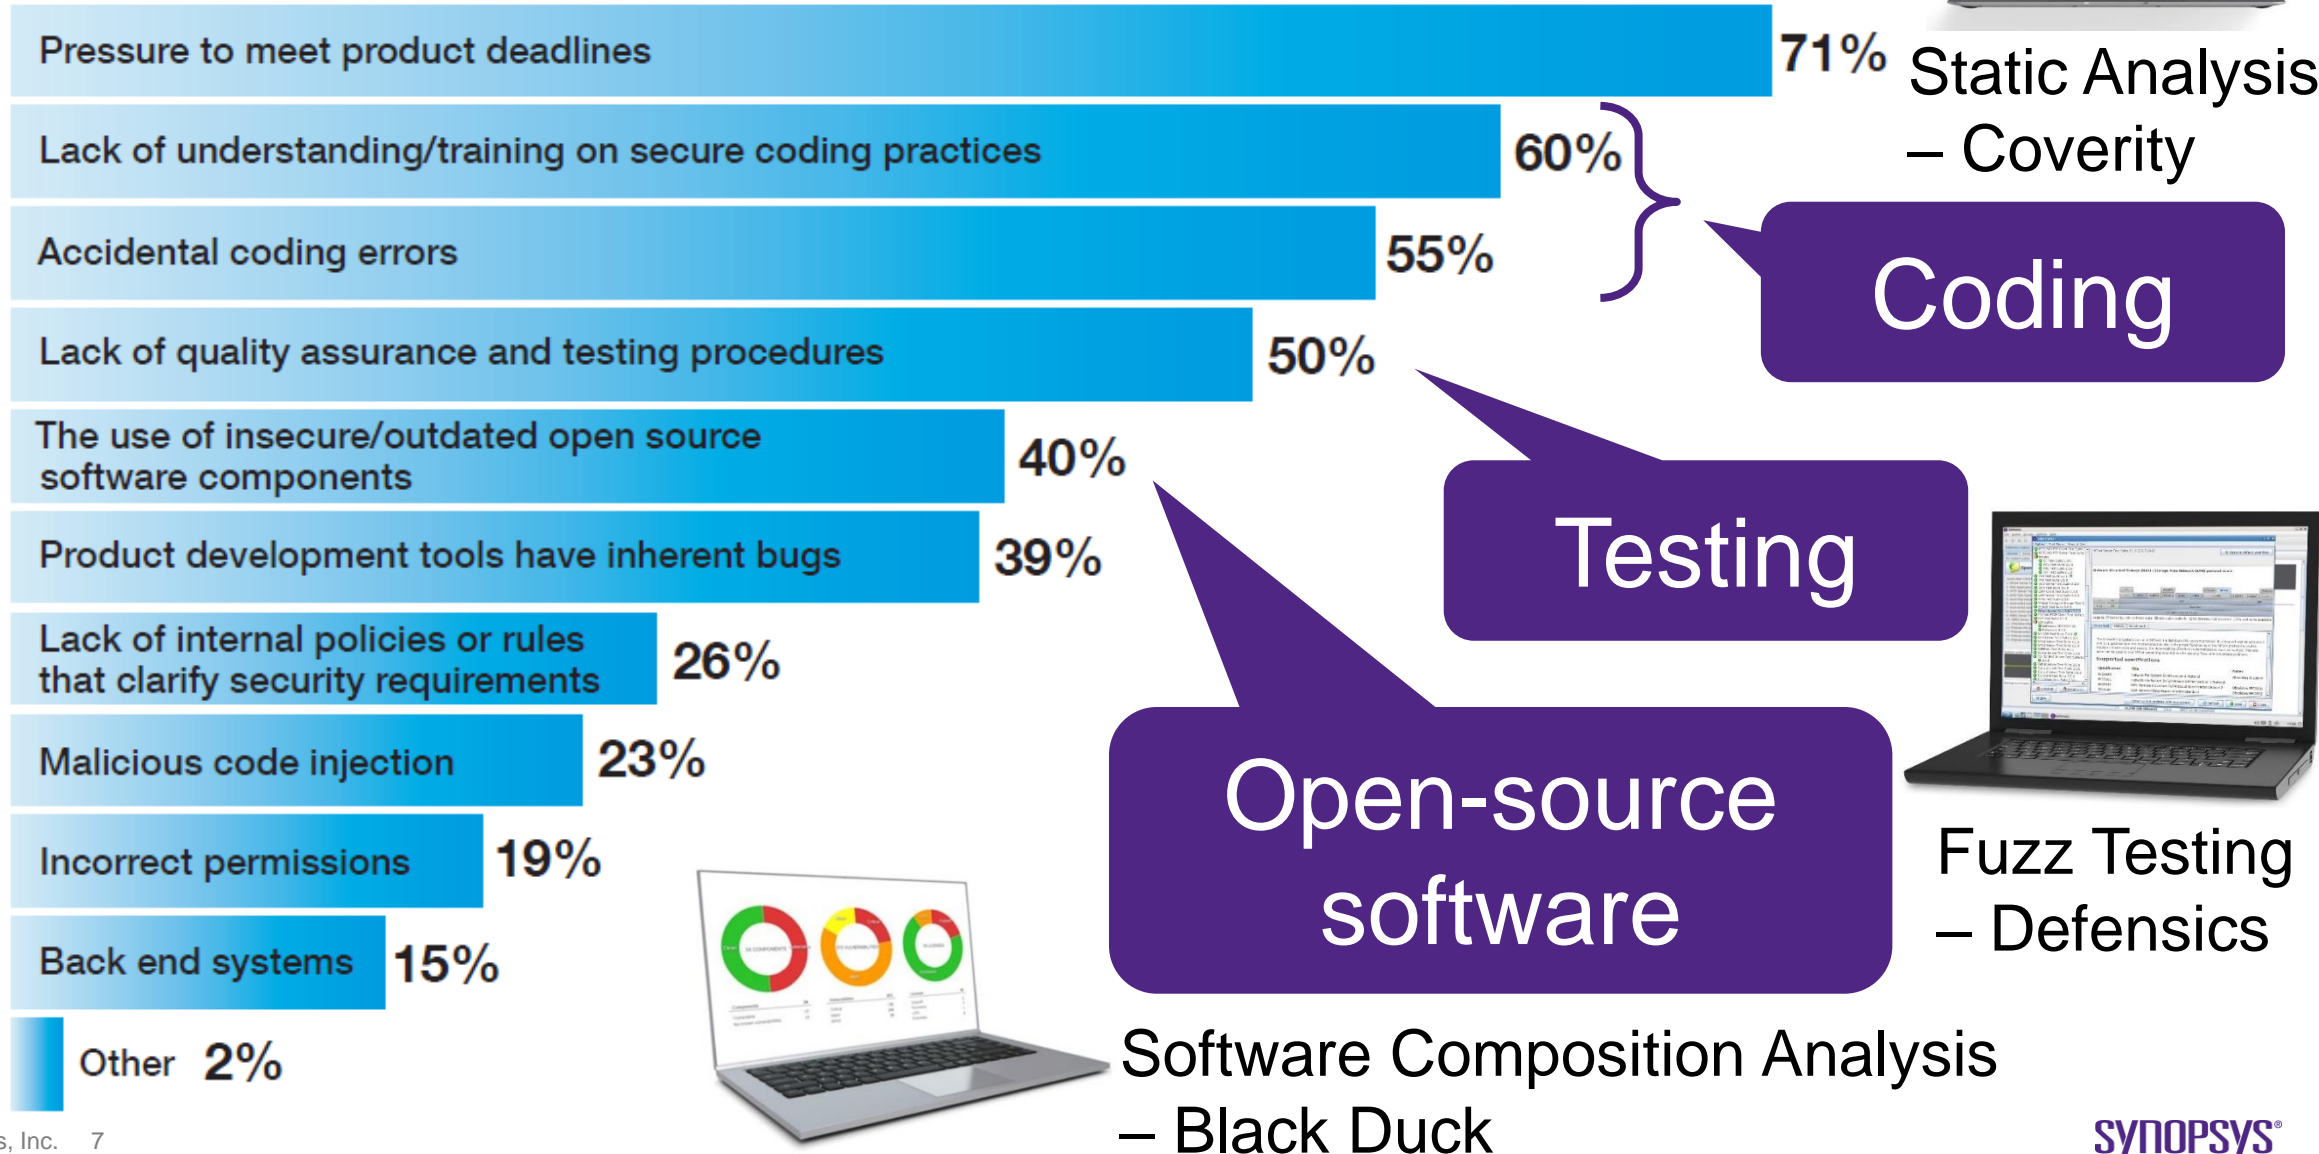 Pressure to meet product deadlines
71%
Lack of understanding/training on secure coding practices
60%
Accidental coding errors
55%
Lack of quality assurance and testing procedures
50%
The use of insecure/outdated open source
software components
40%
Product development tools have inherent bugs
39%
Lack of internal policies or rules
that clarify security requirements
26%
Malicious code injection
23%
Incorrect permissions
19%
Back end systems
15%
Other 2%
Static Analysis
– Coverity
Coding
Testing
Open-source
software
Fuzz Testing
– Defensics
Software Composition Analysis
– Black Duck
s, Inc. 7
SYNOPSYS®